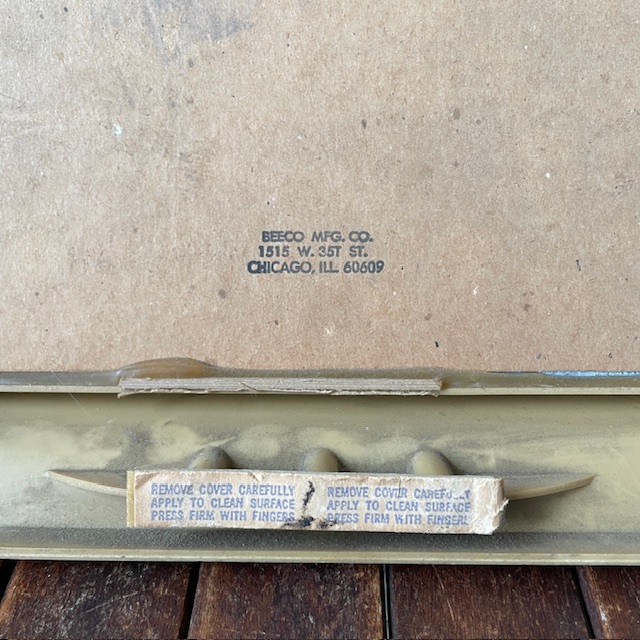 BEECO MFG. CO.
1515 W. 35T ST.
CHICAGO, ILL. 60609
REMOVE COVER CAREFULLY
APPLY TO CLEAN SURFACE
PRESS FIRM WITH FINGERS
REMOVE COVER
APPLY TO CLEAN SURFACE
PRESS FIRM WITH